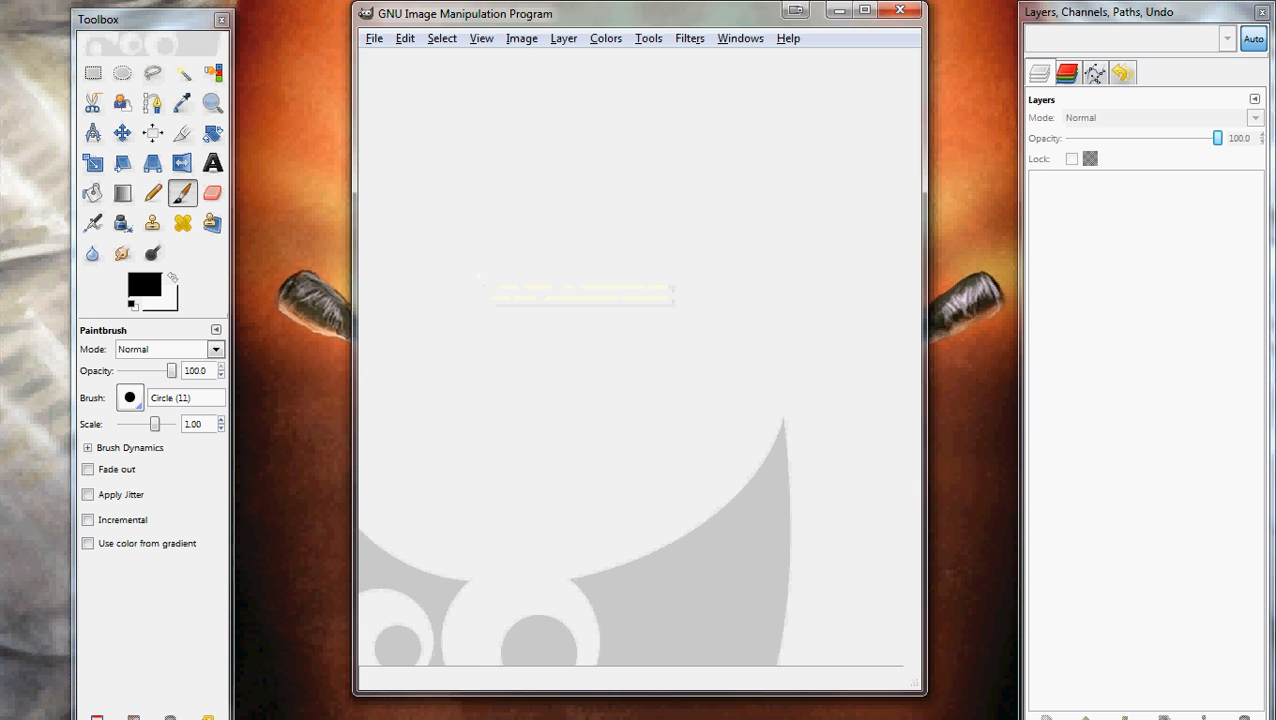 Toolbox
GNU Image Manipulation Program
File Edit Select View Image Layer Colors Tools Filters Windows Help
Layers, Channels, Paths, Undo
Auto
Layers
Mode: Normal
Opacity: 100.0
Lock:
Paintbrush
Mode: Normal
Opacity: 100.0
Brush: Circle (11)
Scale: 1.00
Brush Dynamics
Fade out
Apply Jitter
Incremental
Use color from gradient